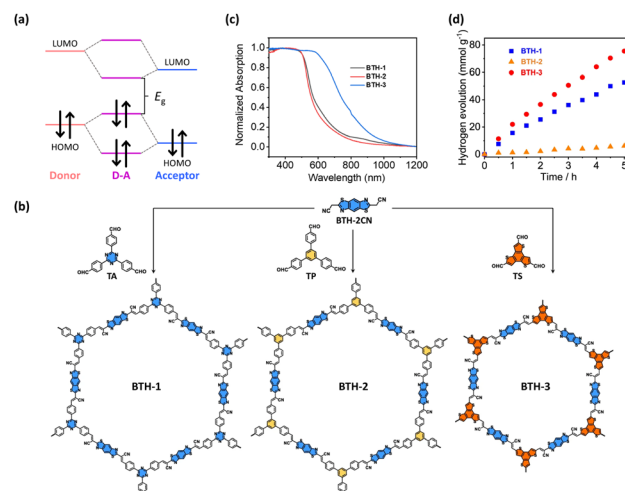 (a)
LUMO
LUMO
Eg
HOMO
HOMO
Donor
D-A
Acceptor
(c)
Normalized Absorption
1.0
0.8
0.6
0.4
0.2
0.0
BTH-1
BTH-2
BTH-3
400
600
800
1000
1200
Wavelength (nm)
(d)
Hydrogen evolution (mmol g-1)
80
60
40
20
0
BTH-1
BTH-2
BTH-3
0
1
2
3
4
5
Time / h
(b)
NC
CN
BTH-2CN
CHO
OHC
CHO
TA
CHO
OHC
CHO
TP
CHO
OHC
CHO
TS
BTH-1
BTH-2
BTH-3